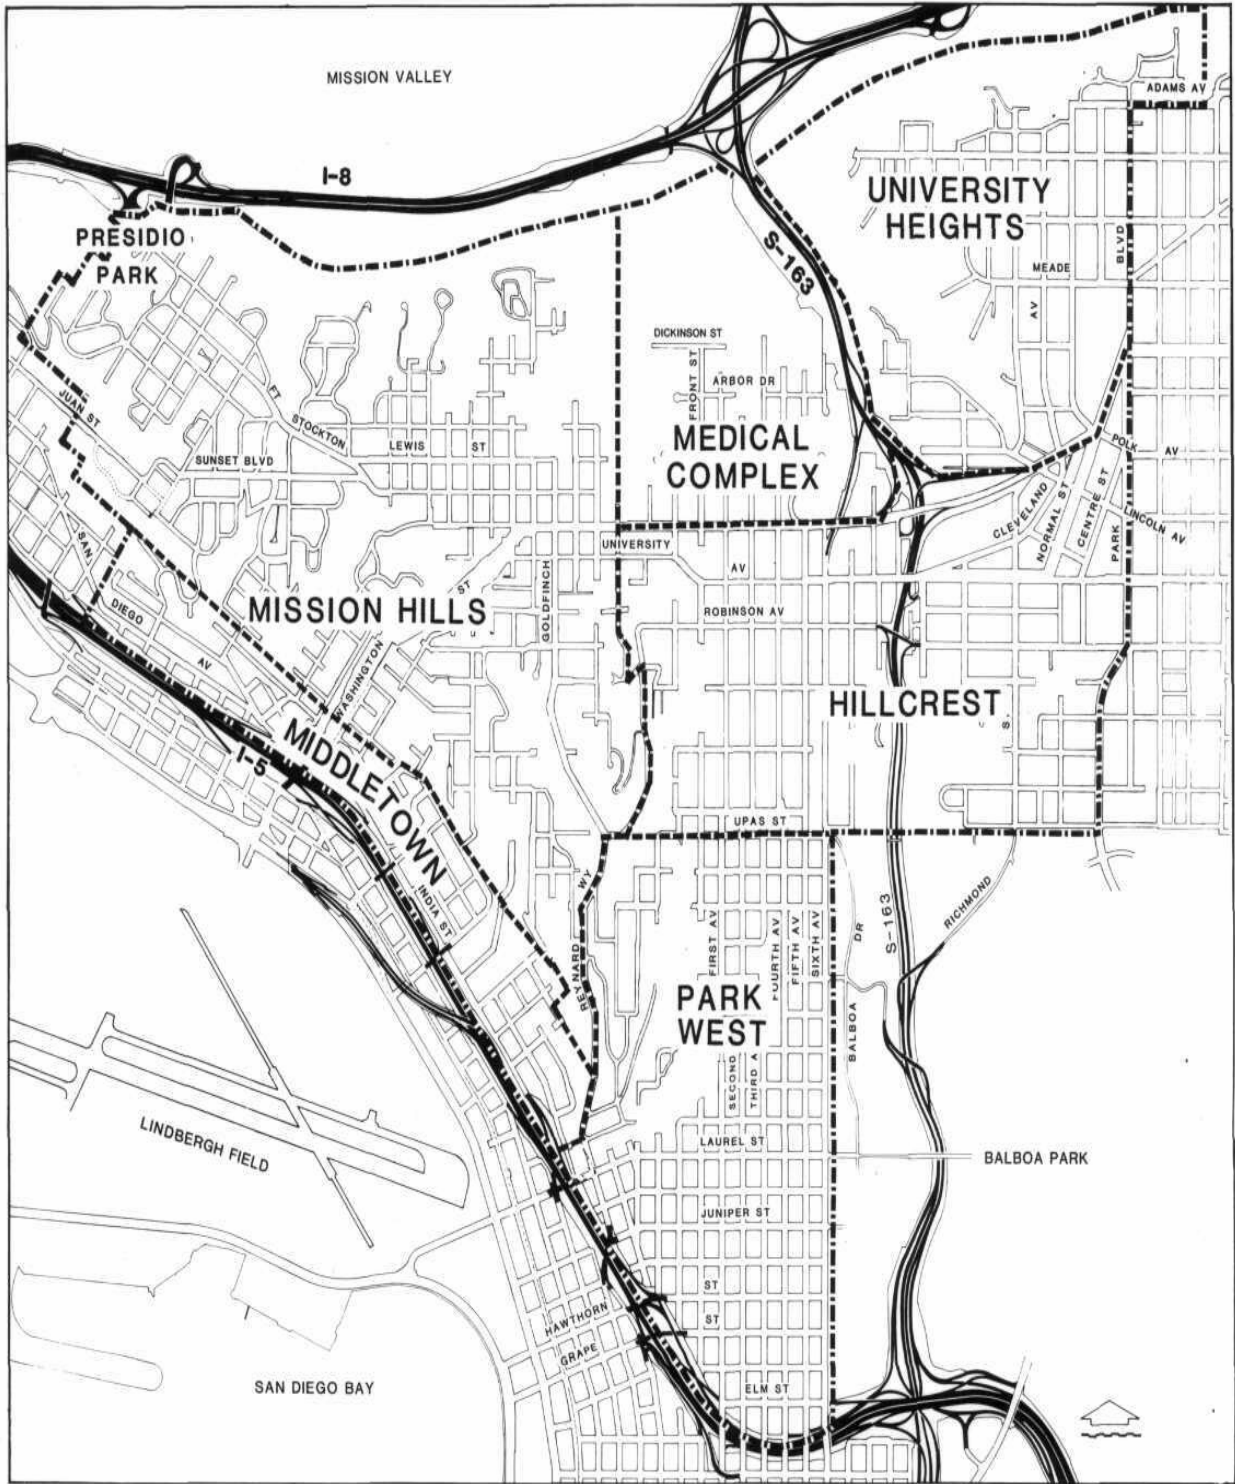 MISSION VALLEY
ADAMS AV
I-8
UNIVERSITY
HEIGHTS
PRESIDIO
PARK
S-163
BLVD
MEADE
AV
DICKINSON ST
FRONT ST
ARBOR DR
JUAN ST
FT
STOCKTON
LEWIS ST
MEDICAL
COMPLEX
SUNSET BLVD
POLK AV
CLEVELAND
NORMAL ST
CENTRE ST
PARK
LINCOLN AV
UNIVERSITY
AV
SAN
DIEGO
AV
MISSION HILLS
ST
WASHINGTON
GOLDFINCH
ROBINSON AV
HILLCREST
S
MIDDLETOWN
I-5
UPAS ST
INDIA ST
REYNARD WY
FIRST AV
FOURTH AV
FIFTH AV
SIXTH AV
BALBOA DR
S-163
RICHMOND
PARK
WEST
SECOND
THIRD A
LINDBERGH FIELD
LAUREL ST
BALBOA PARK
JUNIPER ST
ST
ST
HAWTHORN
GRAPE
SAN DIEGO BAY
ELM ST